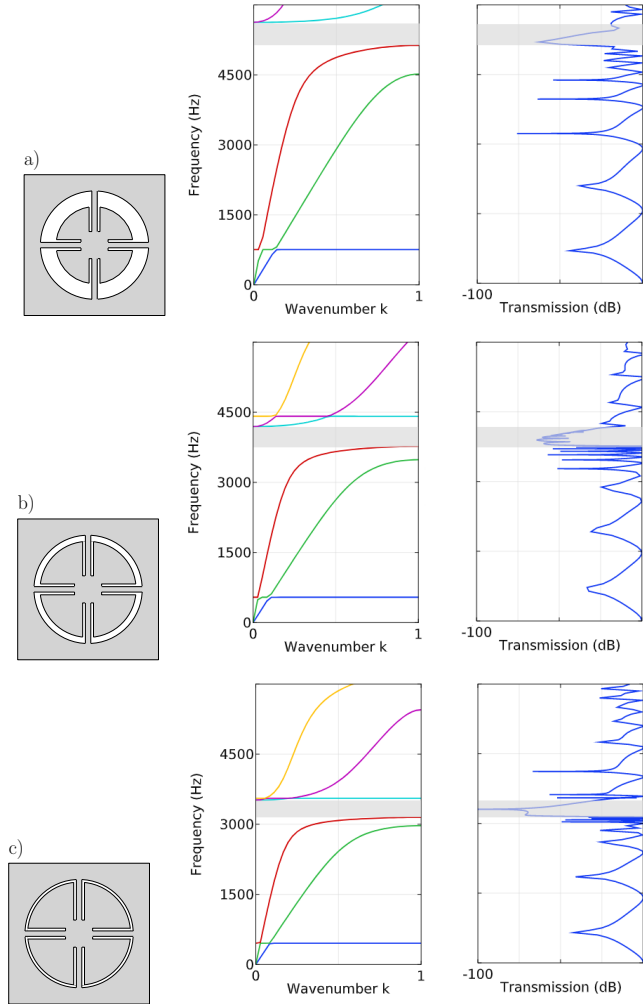 a)
Frequency (Hz)
4500
3000
1500
0
0
1
Wavenumber k
-100
Transmission (dB)
b)
Frequency (Hz)
4500
3000
1500
0
0
1
Wavenumber k
-100
Transmission (dB)
c)
Frequency (Hz)
4500
3000
1500
0
0
1
Wavenumber k
-100
Transmission (dB)